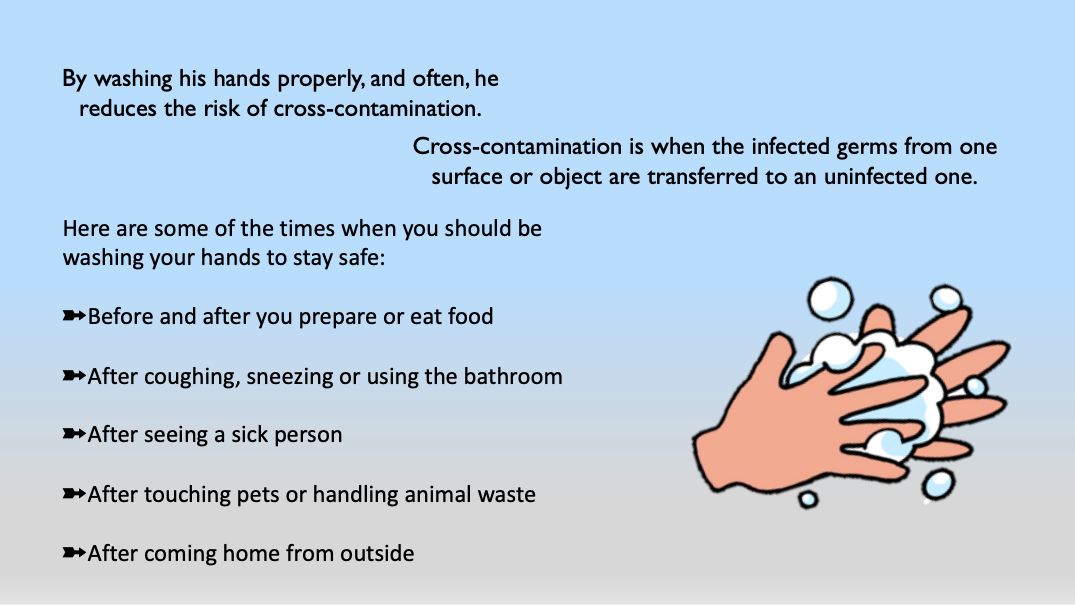 By washing his hands properly, and often, he
reduces the risk of cross-contamination.
Cross-contamination is when the infected germs from one
surface or object are transferred to an uninfected one.
Here are some of the times when you should be
washing your hands to stay safe:
➽Before and after you prepare or eat food
➽After coughing, sneezing or using the bathroom
➽After seeing a sick person
➽After touching pets or handling animal waste
➽After coming home from outside